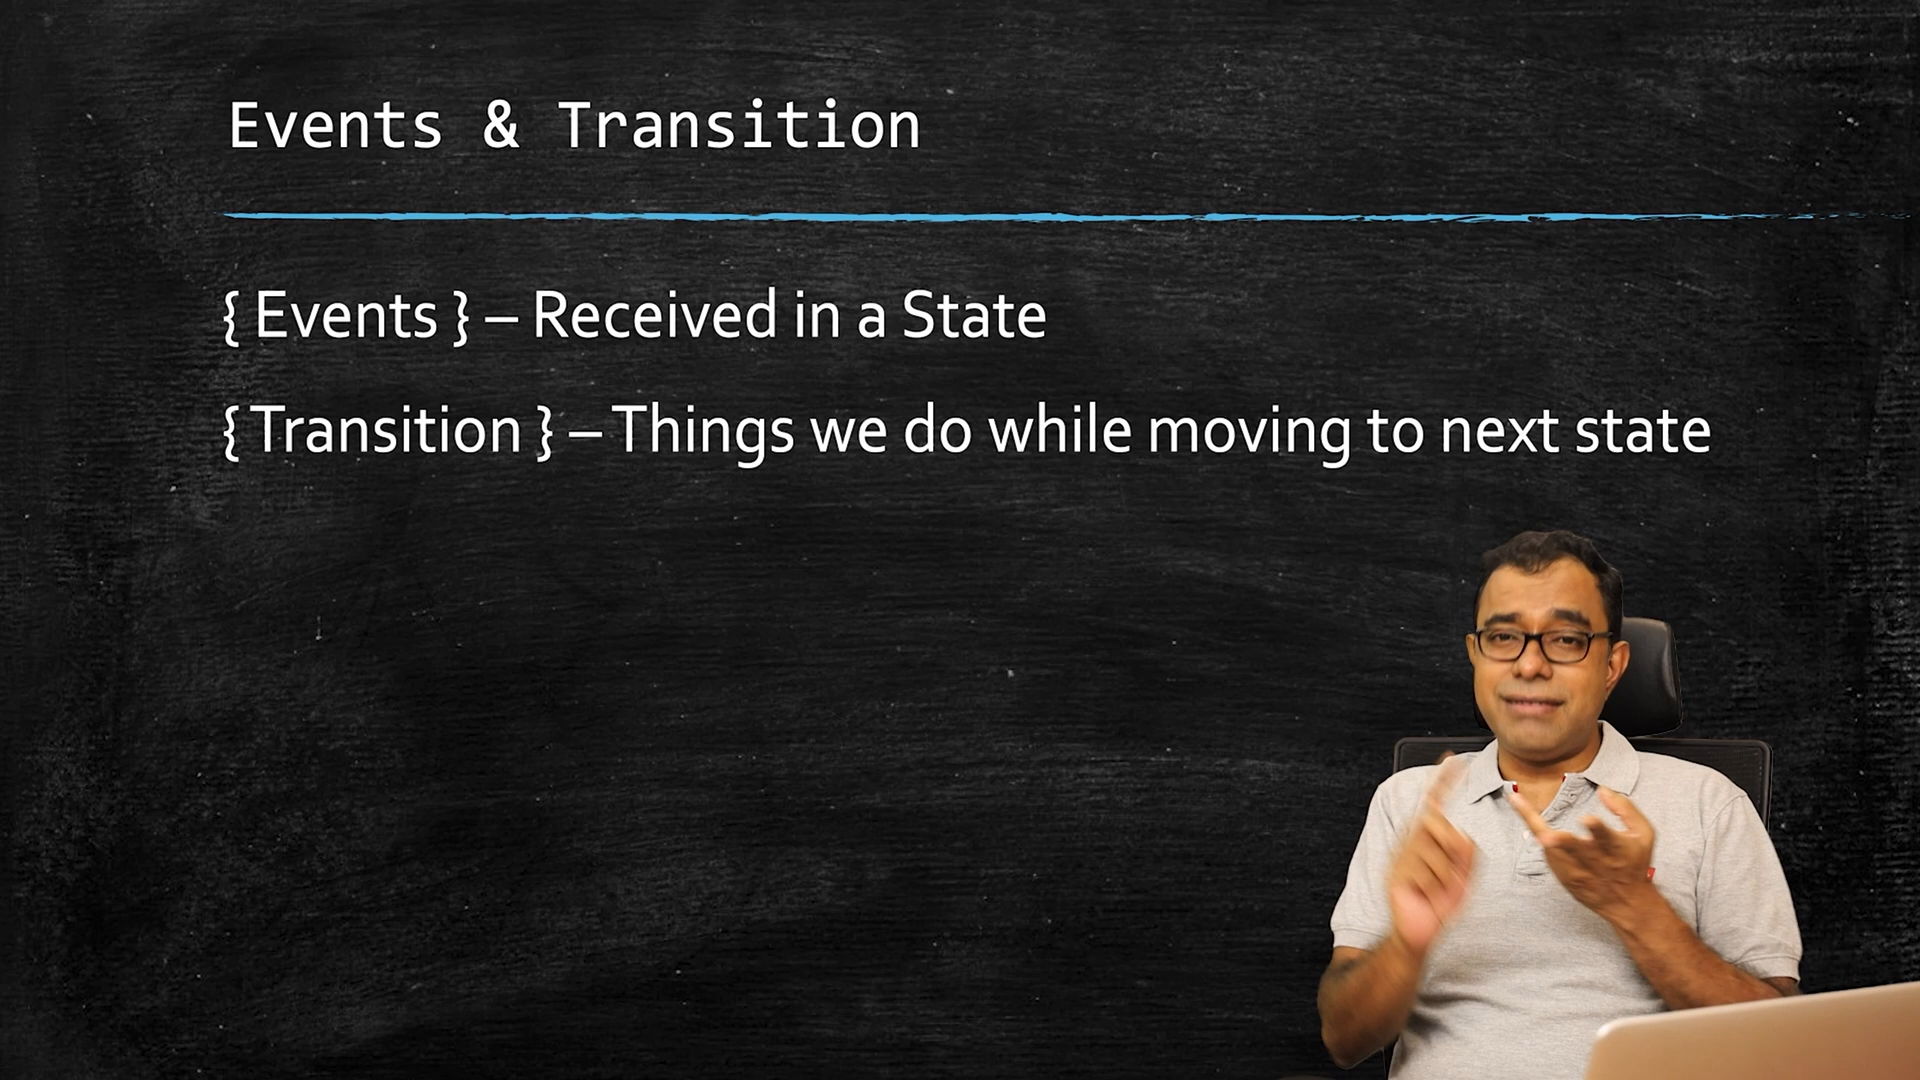 Events & Transition
{ Events } – Received in a State
{ Transition } – Things we do while moving to next state